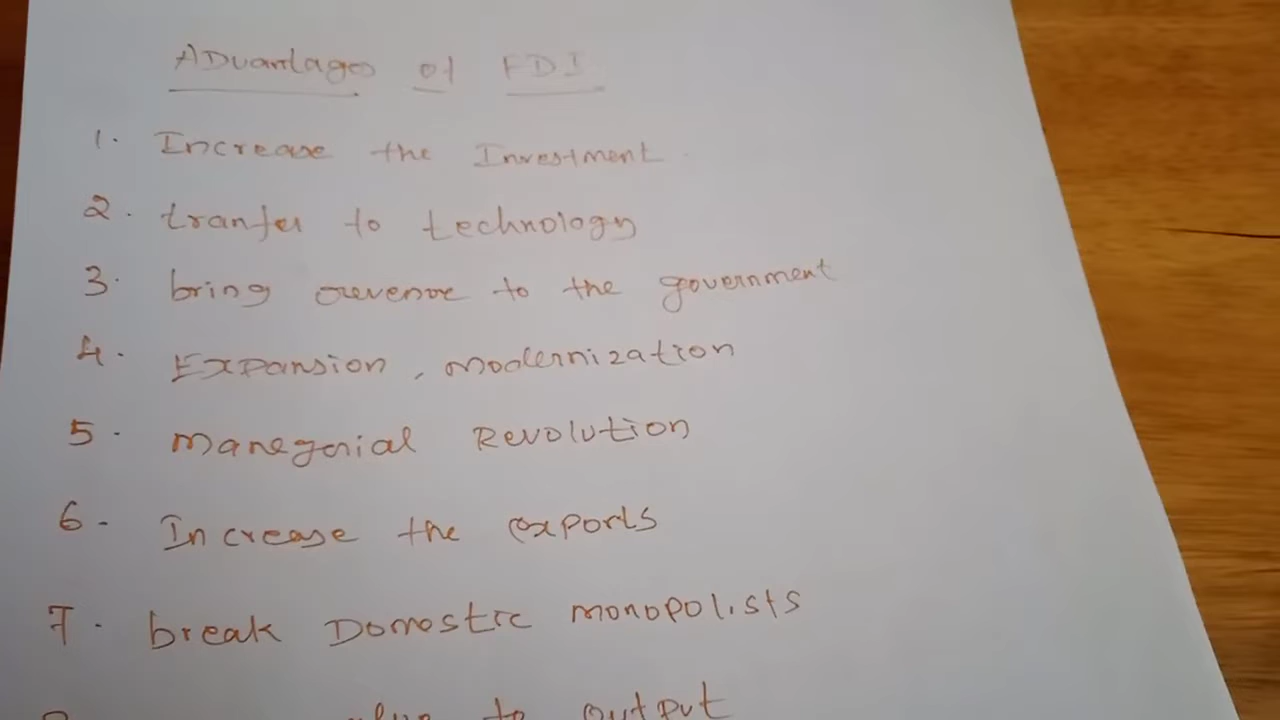 ADvantages of FDI
1. Increase the Investment
2. tranfer to technology
3. bring revenue to the government
4. Expansion, modernization
5. manegerial Revolution
6. Increase the exports
7. break Domestic monopolists
to output